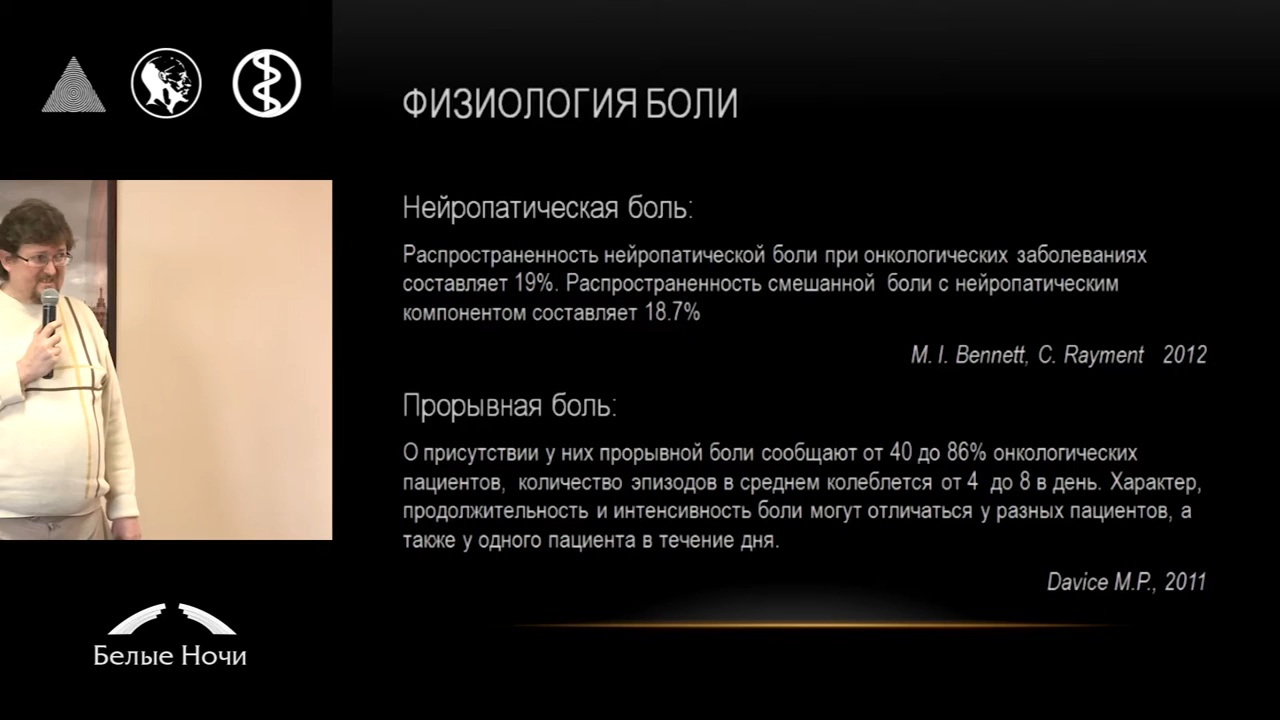 ФИЗИОЛОГИЯ БОЛИ
Нейропатическая боль:
Распространенность нейропатической боли при онкологических заболеваниях
составляет 19%. Распространенность смешанной боли с нейропатическим
компонентом составляет 18.7%
M. I. Bennett, C. Rayment 2012
Прорывная боль:
О присутствии у них прорывной боли сообщают от 40 до 86% онкологических
пациентов, количество эпизодов в среднем колеблется от 4 до 8 в день. Характер,
продолжительность и интенсивность боли могут отличаться у разных пациентов, а
также у одного пациента в течение дня.
Davice M.P., 2011
Белые Ночи